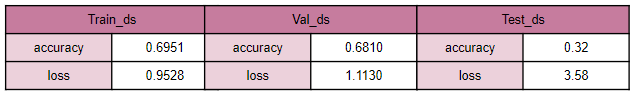 Train_ds Val_ds Test_ds
accuracy 0.6951 accuracy 0.6810 accuracy 0.32
loss 0.9528 loss 1.1130 loss 3.58